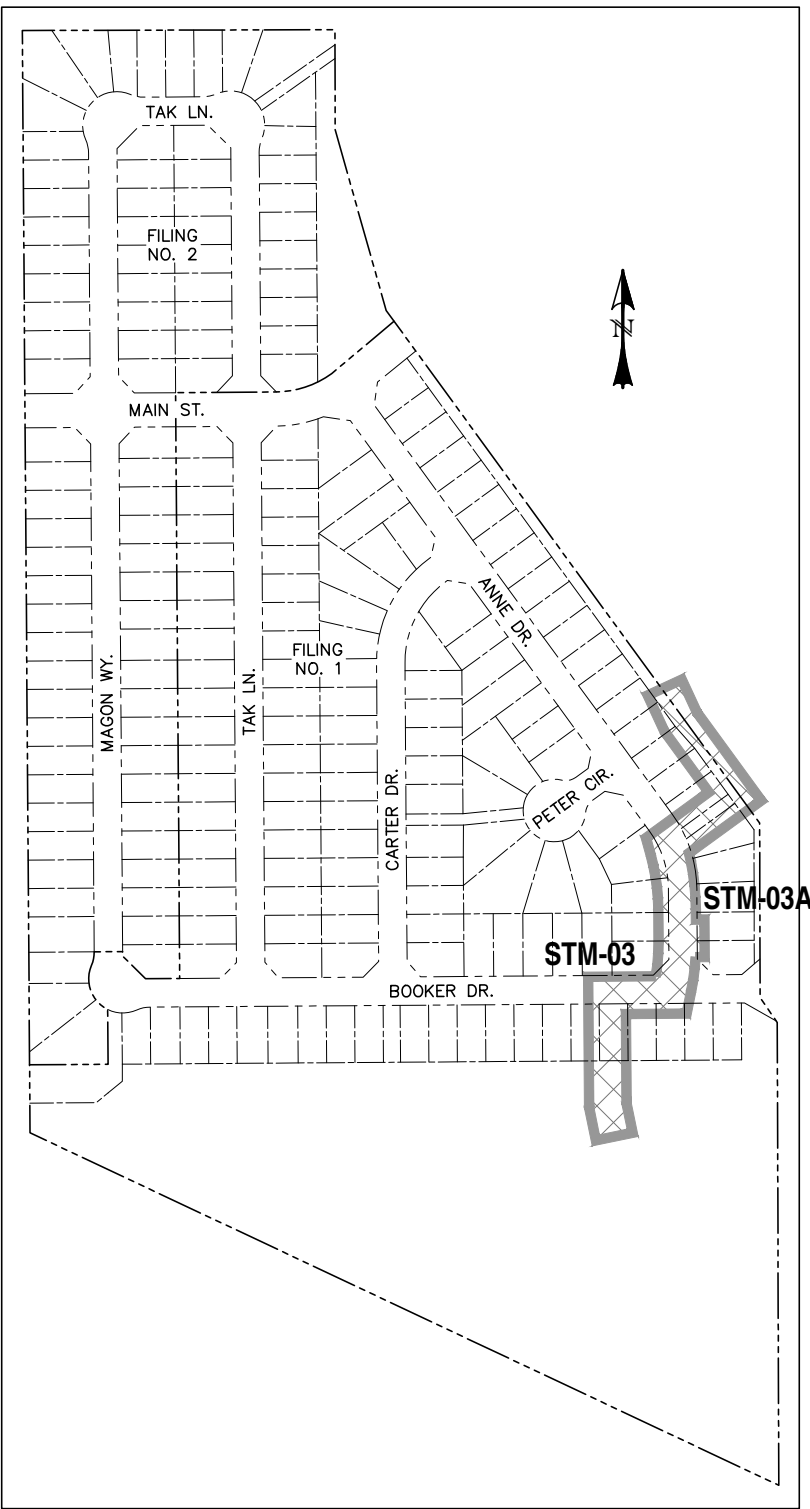 TAK LN.
FILING
NO. 2
N
MAIN ST.
ANNE DR.
FILING
NO. 1
MAGON WY.
TAK LN.
CARTER DR.
PETER CIR.
STM-03A
STM-03
BOOKER DR.